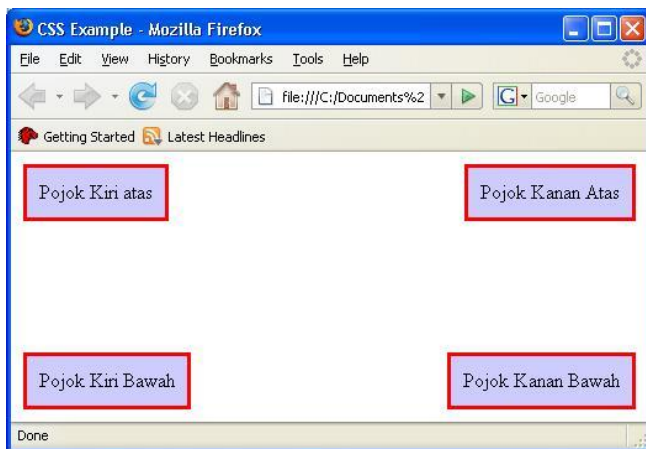 CSS Example - Mozilla Firefox
File Edit View History Bookmarks Tools Help
file:///C:/Documents%2 G Google
Getting Started Latest Headlines
Pojok Kiri atas Pojok Kanan Atas
Pojok Kiri Bawah Pojok Kanan Bawah
Done